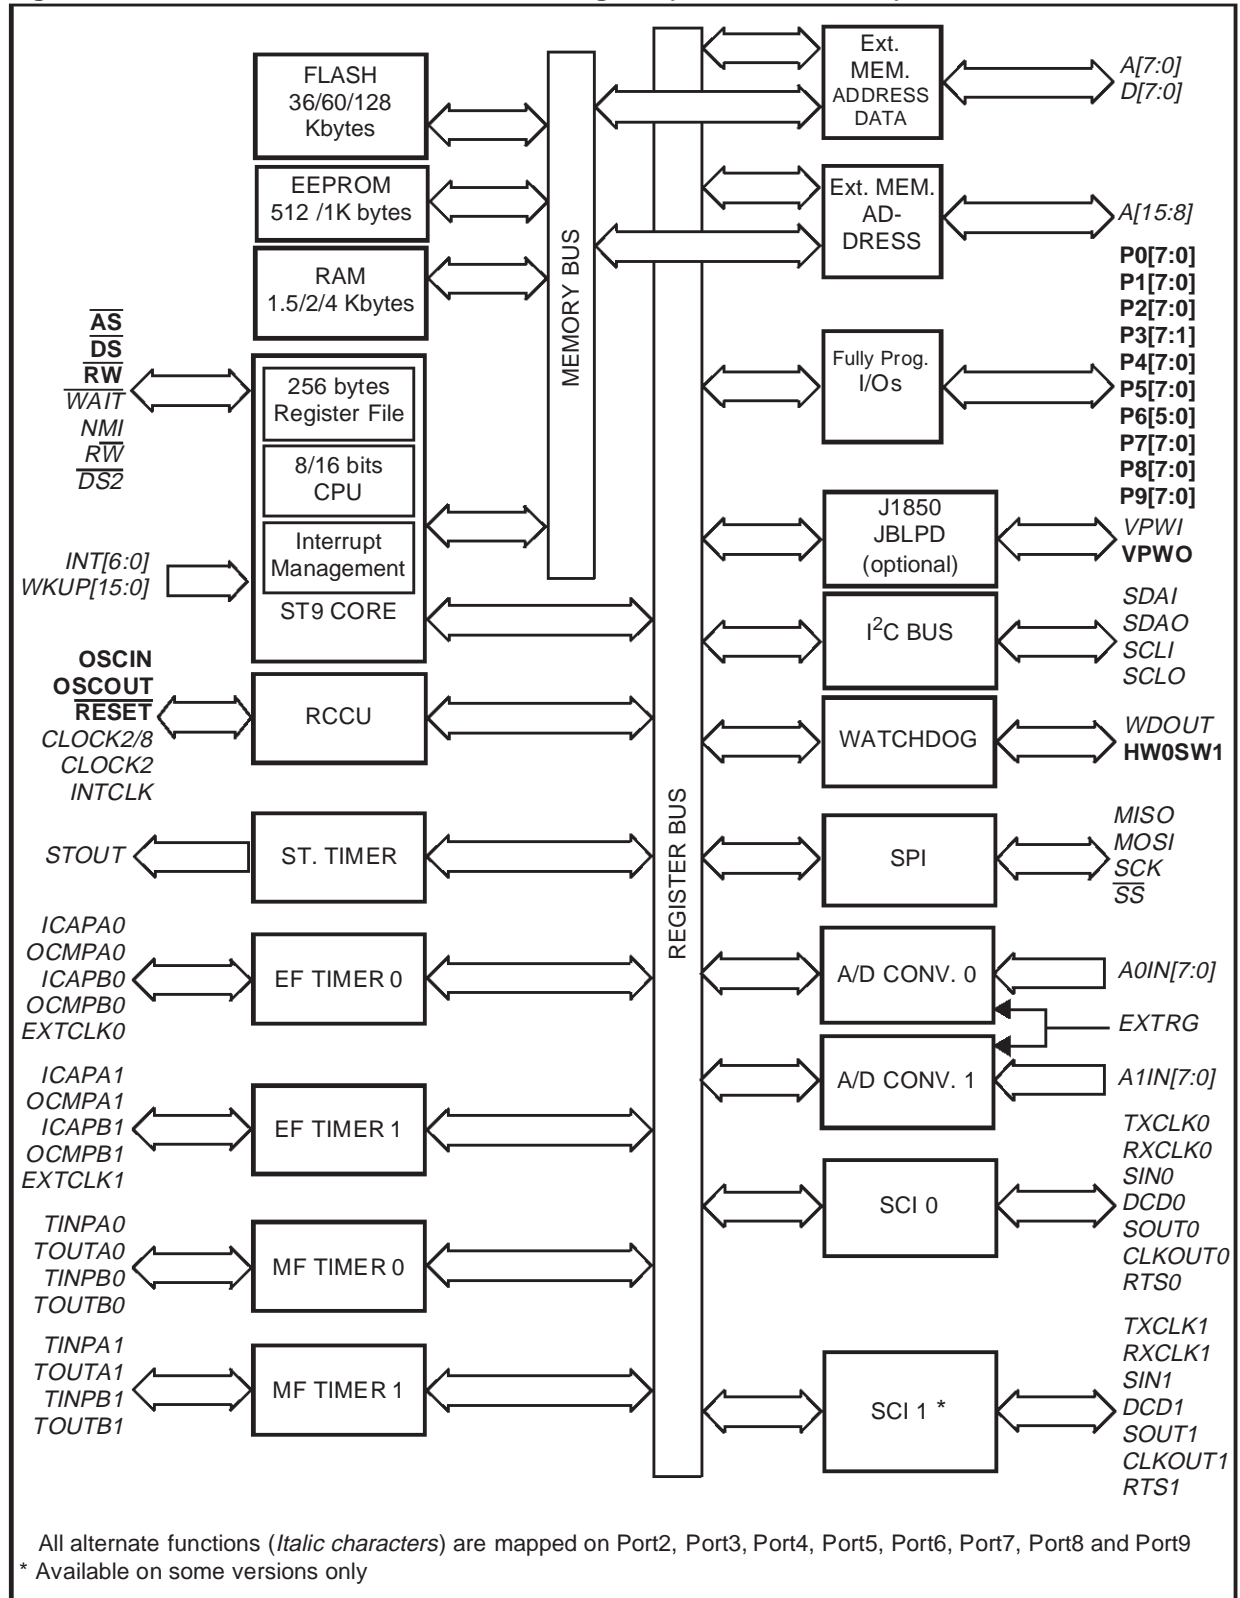 FLASH
36/60/128
Kbytes
EEPROM
512 /1K bytes
RAM
1.5/2/4 Kbytes
AS
DS
RW
WAIT
NMI
RW
DS2
256 bytes
Register File
8/16 bits
CPU
Interrupt
Management
ST9 CORE
INT[6:0]
WKUP[15:0]
OSCIN
OSCOUT
RESET
CLOCK2/8
CLOCK2
INTCLK
RCCU
STOUT
ST. TIMER
ICAPA0
OCMPA0
ICAPB0
OCMPB0
EXTCLK0
EF TIMER 0
ICAPA1
OCMPA1
ICAPB1
OCMPB1
EXTCLK1
EF TIMER 1
TINPA0
TOUTA0
TINPB0
TOUTB0
MF TIMER 0
TINPA1
TOUTA1
TINPB1
TOUTB1
MF TIMER 1
MEMORY BUS
REGISTER BUS
Ext.
MEM.
ADDRESS
DATA
A[7:0]
D[7:0]
Ext. MEM.
AD-
DRESS
A[15:8]
Fully Prog.
I/Os
P0[7:0]
P1[7:0]
P2[7:0]
P3[7:1]
P4[7:0]
P5[7:0]
P6[5:0]
P7[7:0]
P8[7:0]
P9[7:0]
J1850
JBLPD
(optional)
VPWI
VPWO
I2C BUS
SDAI
SDAO
SCLI
SCLO
WATCHDOG
WDOUT
HW0SW1
SPI
MISO
MOSI
SCK
SS
A/D CONV. 0
A0IN[7:0]
EXTRG
A/D CONV. 1
A1IN[7:0]
SCI 0
TXCLK0
RXCLK0
SIN0
DCD0
SOUT0
CLKOUT0
RTS0
SCI 1 *
TXCLK1
RXCLK1
SIN1
DCD1
SOUT1
CLKOUT1
RTS1
All alternate functions (Italic characters) are mapped on Port2, Port3, Port4, Port5, Port6, Port7, Port8 and Port9
* Available on some versions only